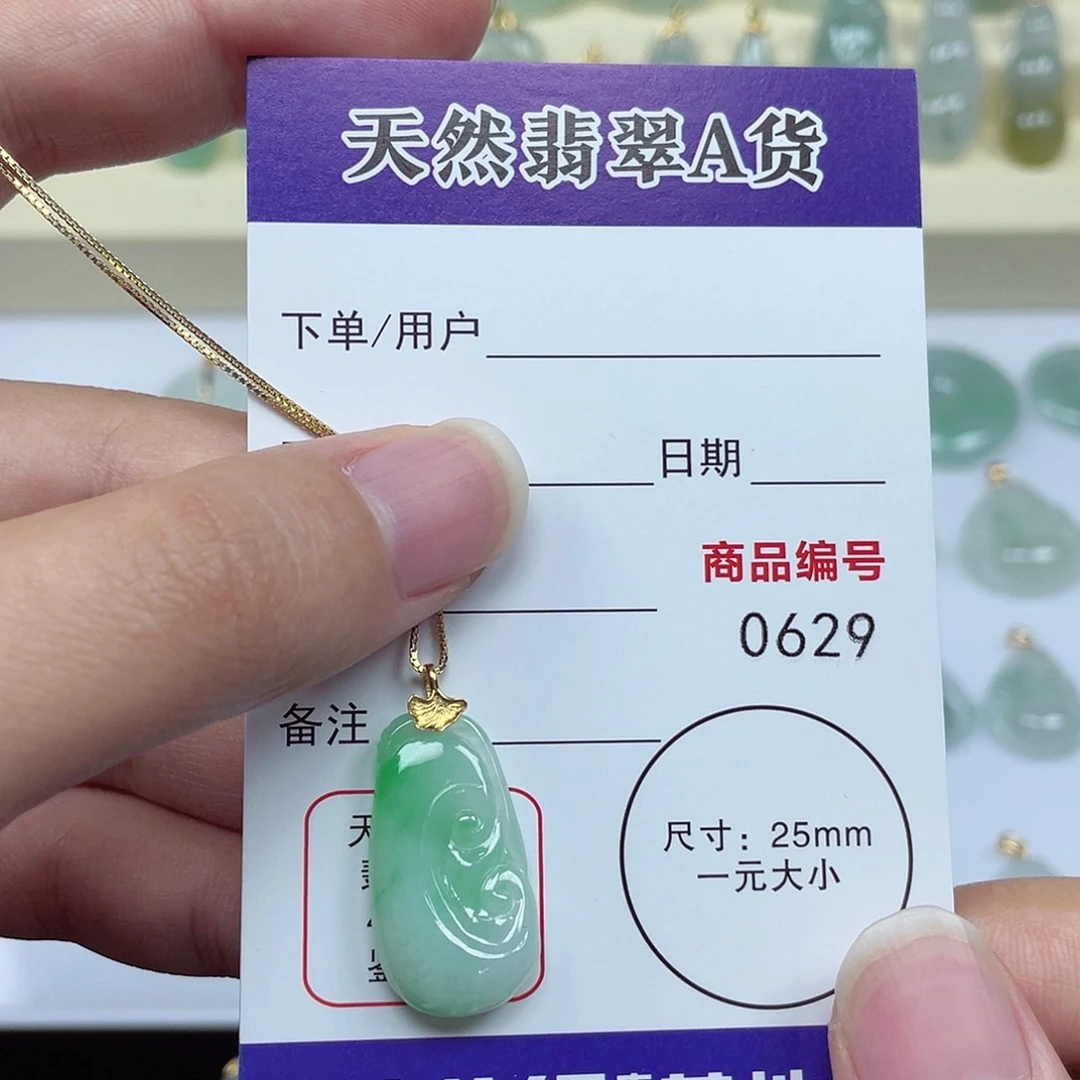 天然翡翠A货
下单/用户
日期
商品编号
0629
备注
天
尺寸：25mm
一元大小